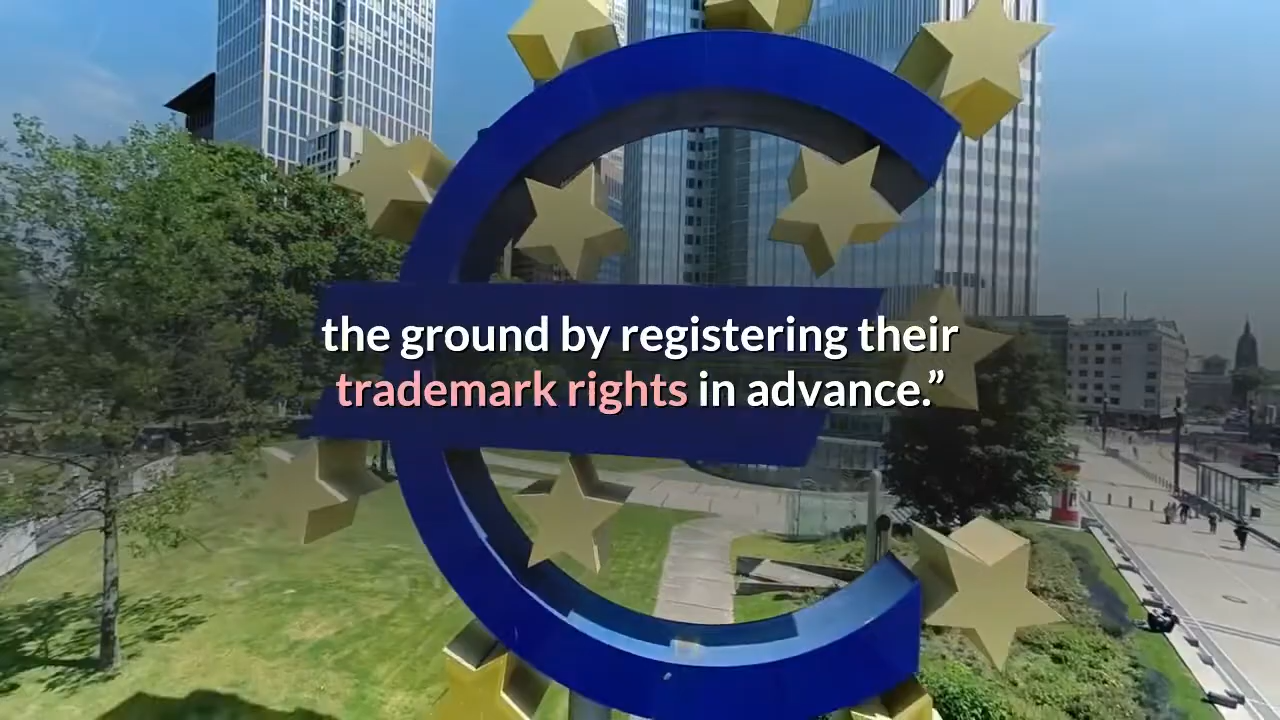 the ground by registering their
trademark rights in advance.”